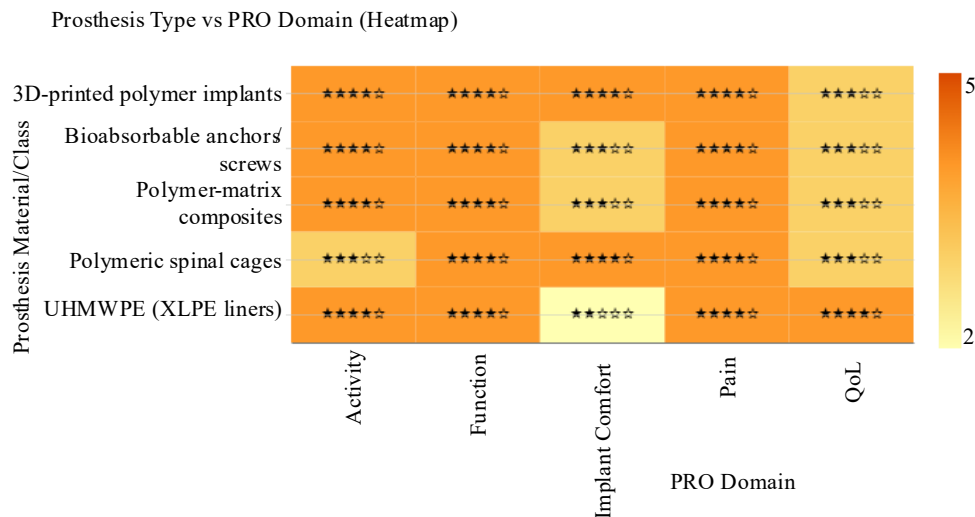 Prosthesis Type vs PRO Domain (Heatmap)
Prosthesis Material/Class
3D-printed polymer implants
★★★★☆ ★★★★☆ ★★★★☆ ★★★★☆ ★★★☆☆
Bioabsorbable anchors/
screws
★★★★☆ ★★★★☆ ★★★☆☆ ★★★★☆ ★★★☆☆
Polymer-matrix
composites
★★★★☆ ★★★★☆ ★★★☆☆ ★★★★☆ ★★★☆☆
Polymeric spinal cages
★★★☆☆ ★★★★☆ ★★★★☆ ★★★★☆ ★★★☆☆
UHMWPE (XLPE liners)
★★★★☆ ★★★★☆ ★★☆☆☆ ★★★★☆ ★★★★☆
Activity
Function
Implant Comfort
Pain
QoL
PRO Domain
5
2